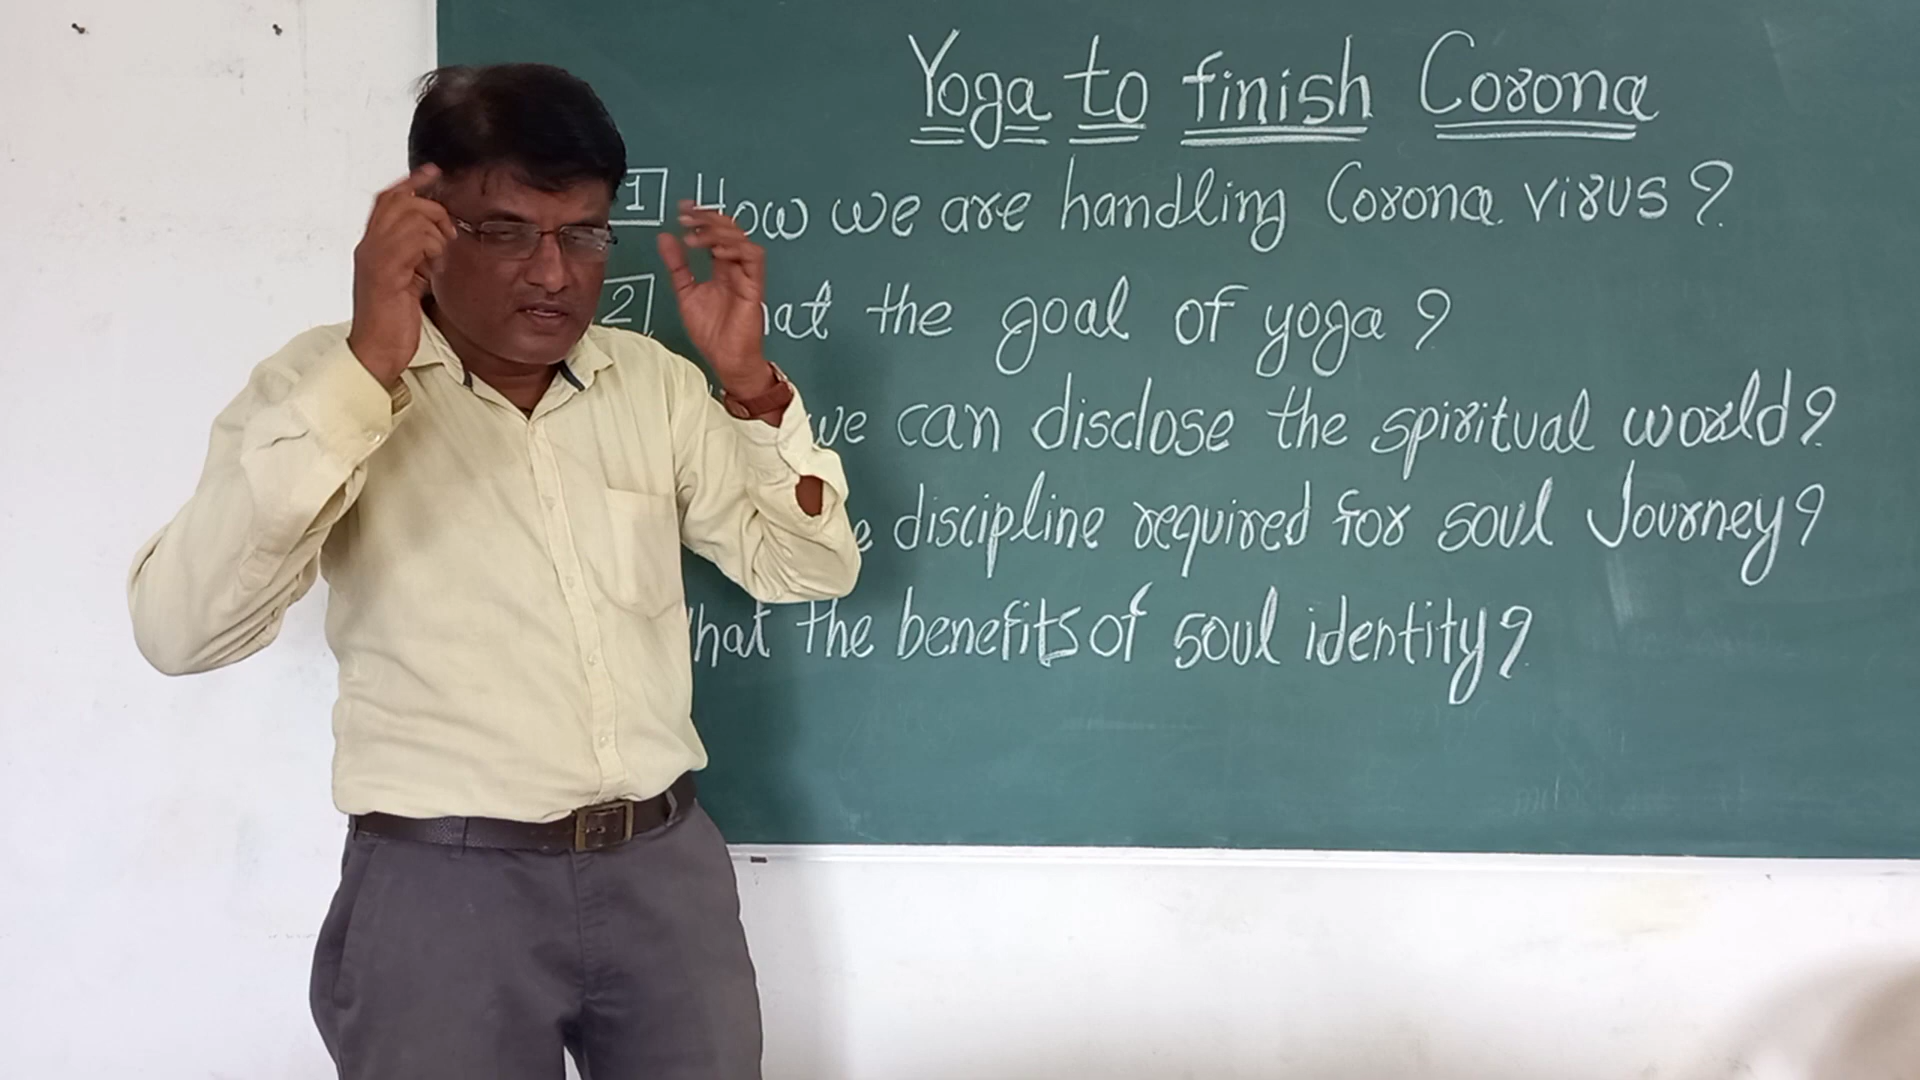 Yoga to finish Corona
1 How we are handling Corona virus?
2 hat the goal of yoga?
we can disclose the spiritual world?
e discipline required for soul Journey?
hat the benefits of soul identity?